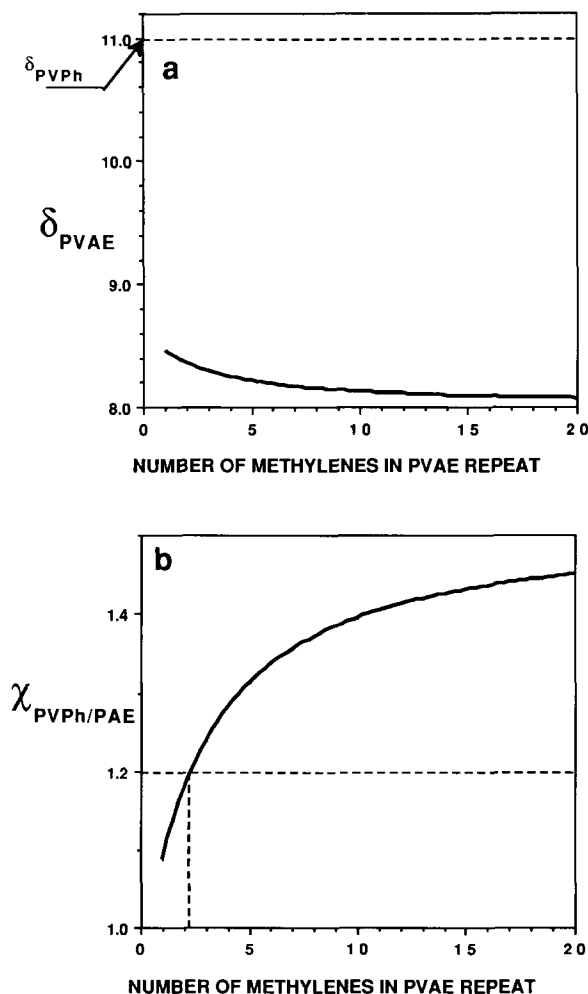 11.0
δPVPh
a
10.0
δPVAE
9.0
8.0
0 5 10 15 20
NUMBER OF METHYLENES IN PVAE REPEAT
b
1.4
χPVPh/PAE
1.2
1.0
0 5 10 15 20
NUMBER OF METHYLENES IN PVAE REPEAT